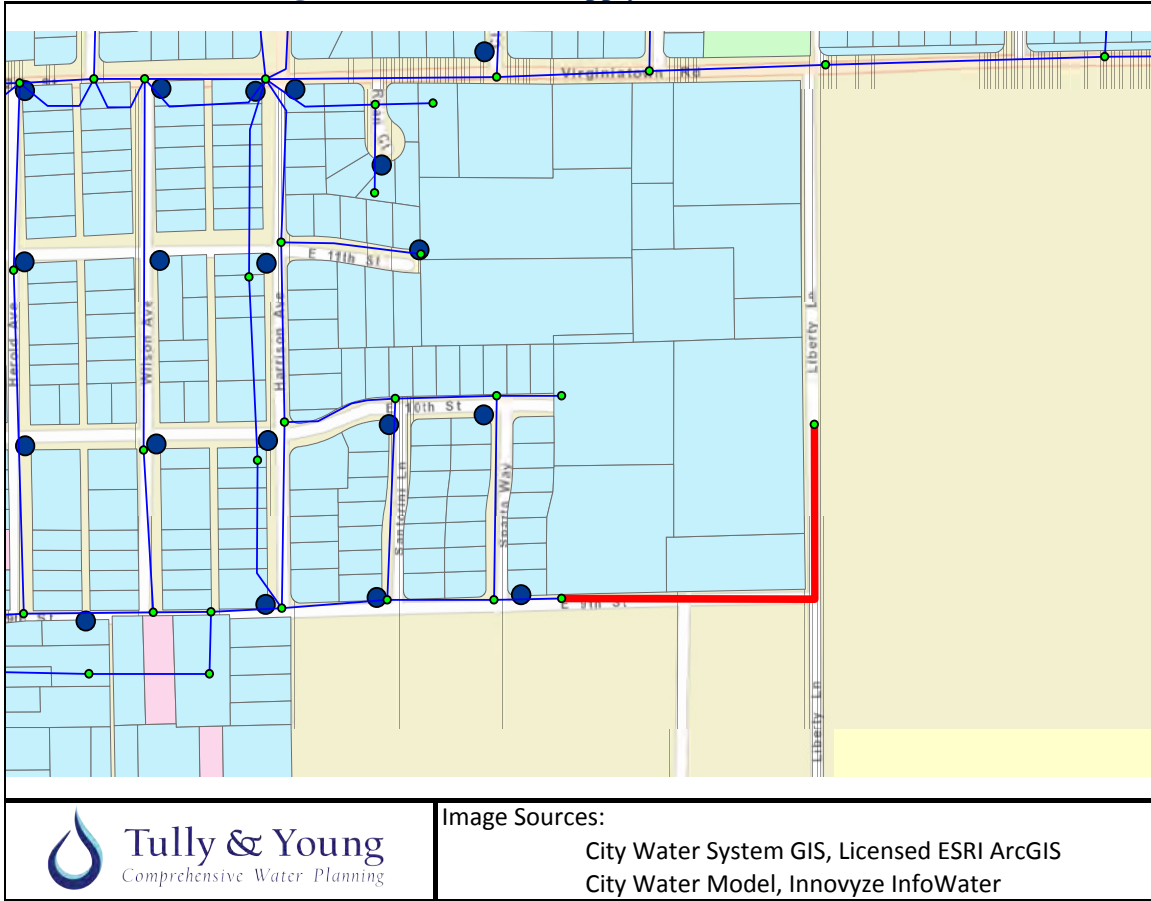 Virginiatown Rd
E 11th St
Herold Ave
Wilson Ave
Harrison Ave
Liberty Ln
E 10th St
Santorini Ln
Sparta Way
E 9th St
Liberty Ln
Tully & Young
Comprehensive Water Planning
Image Sources:
City Water System GIS, Licensed ESRI ArcGIS
City Water Model, Innovyze InfoWater